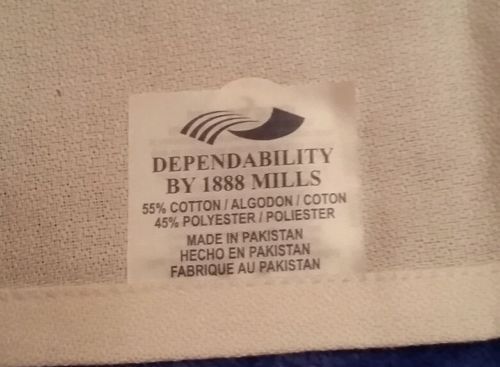 DEPENDABILITY
BY 1888 MILLS
55% COTTON / ALGODON / COTON
45% POLYESTER / POLIESTER
MADE IN PAKISTAN
HECHO EN PAKISTAN
FABRIQUE AU PAKISTAN